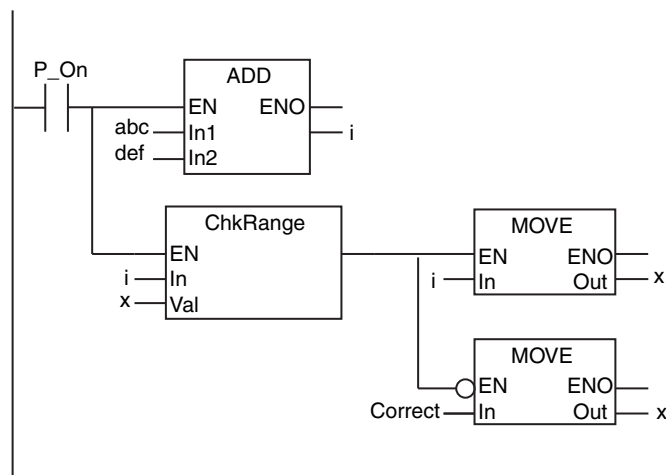 P_On
ADD
EN ENO
abc In1 i
def In2
ChkRange
EN
i In
x Val
MOVE
EN ENO
i In Out x
MOVE
EN ENO
Correct In Out x